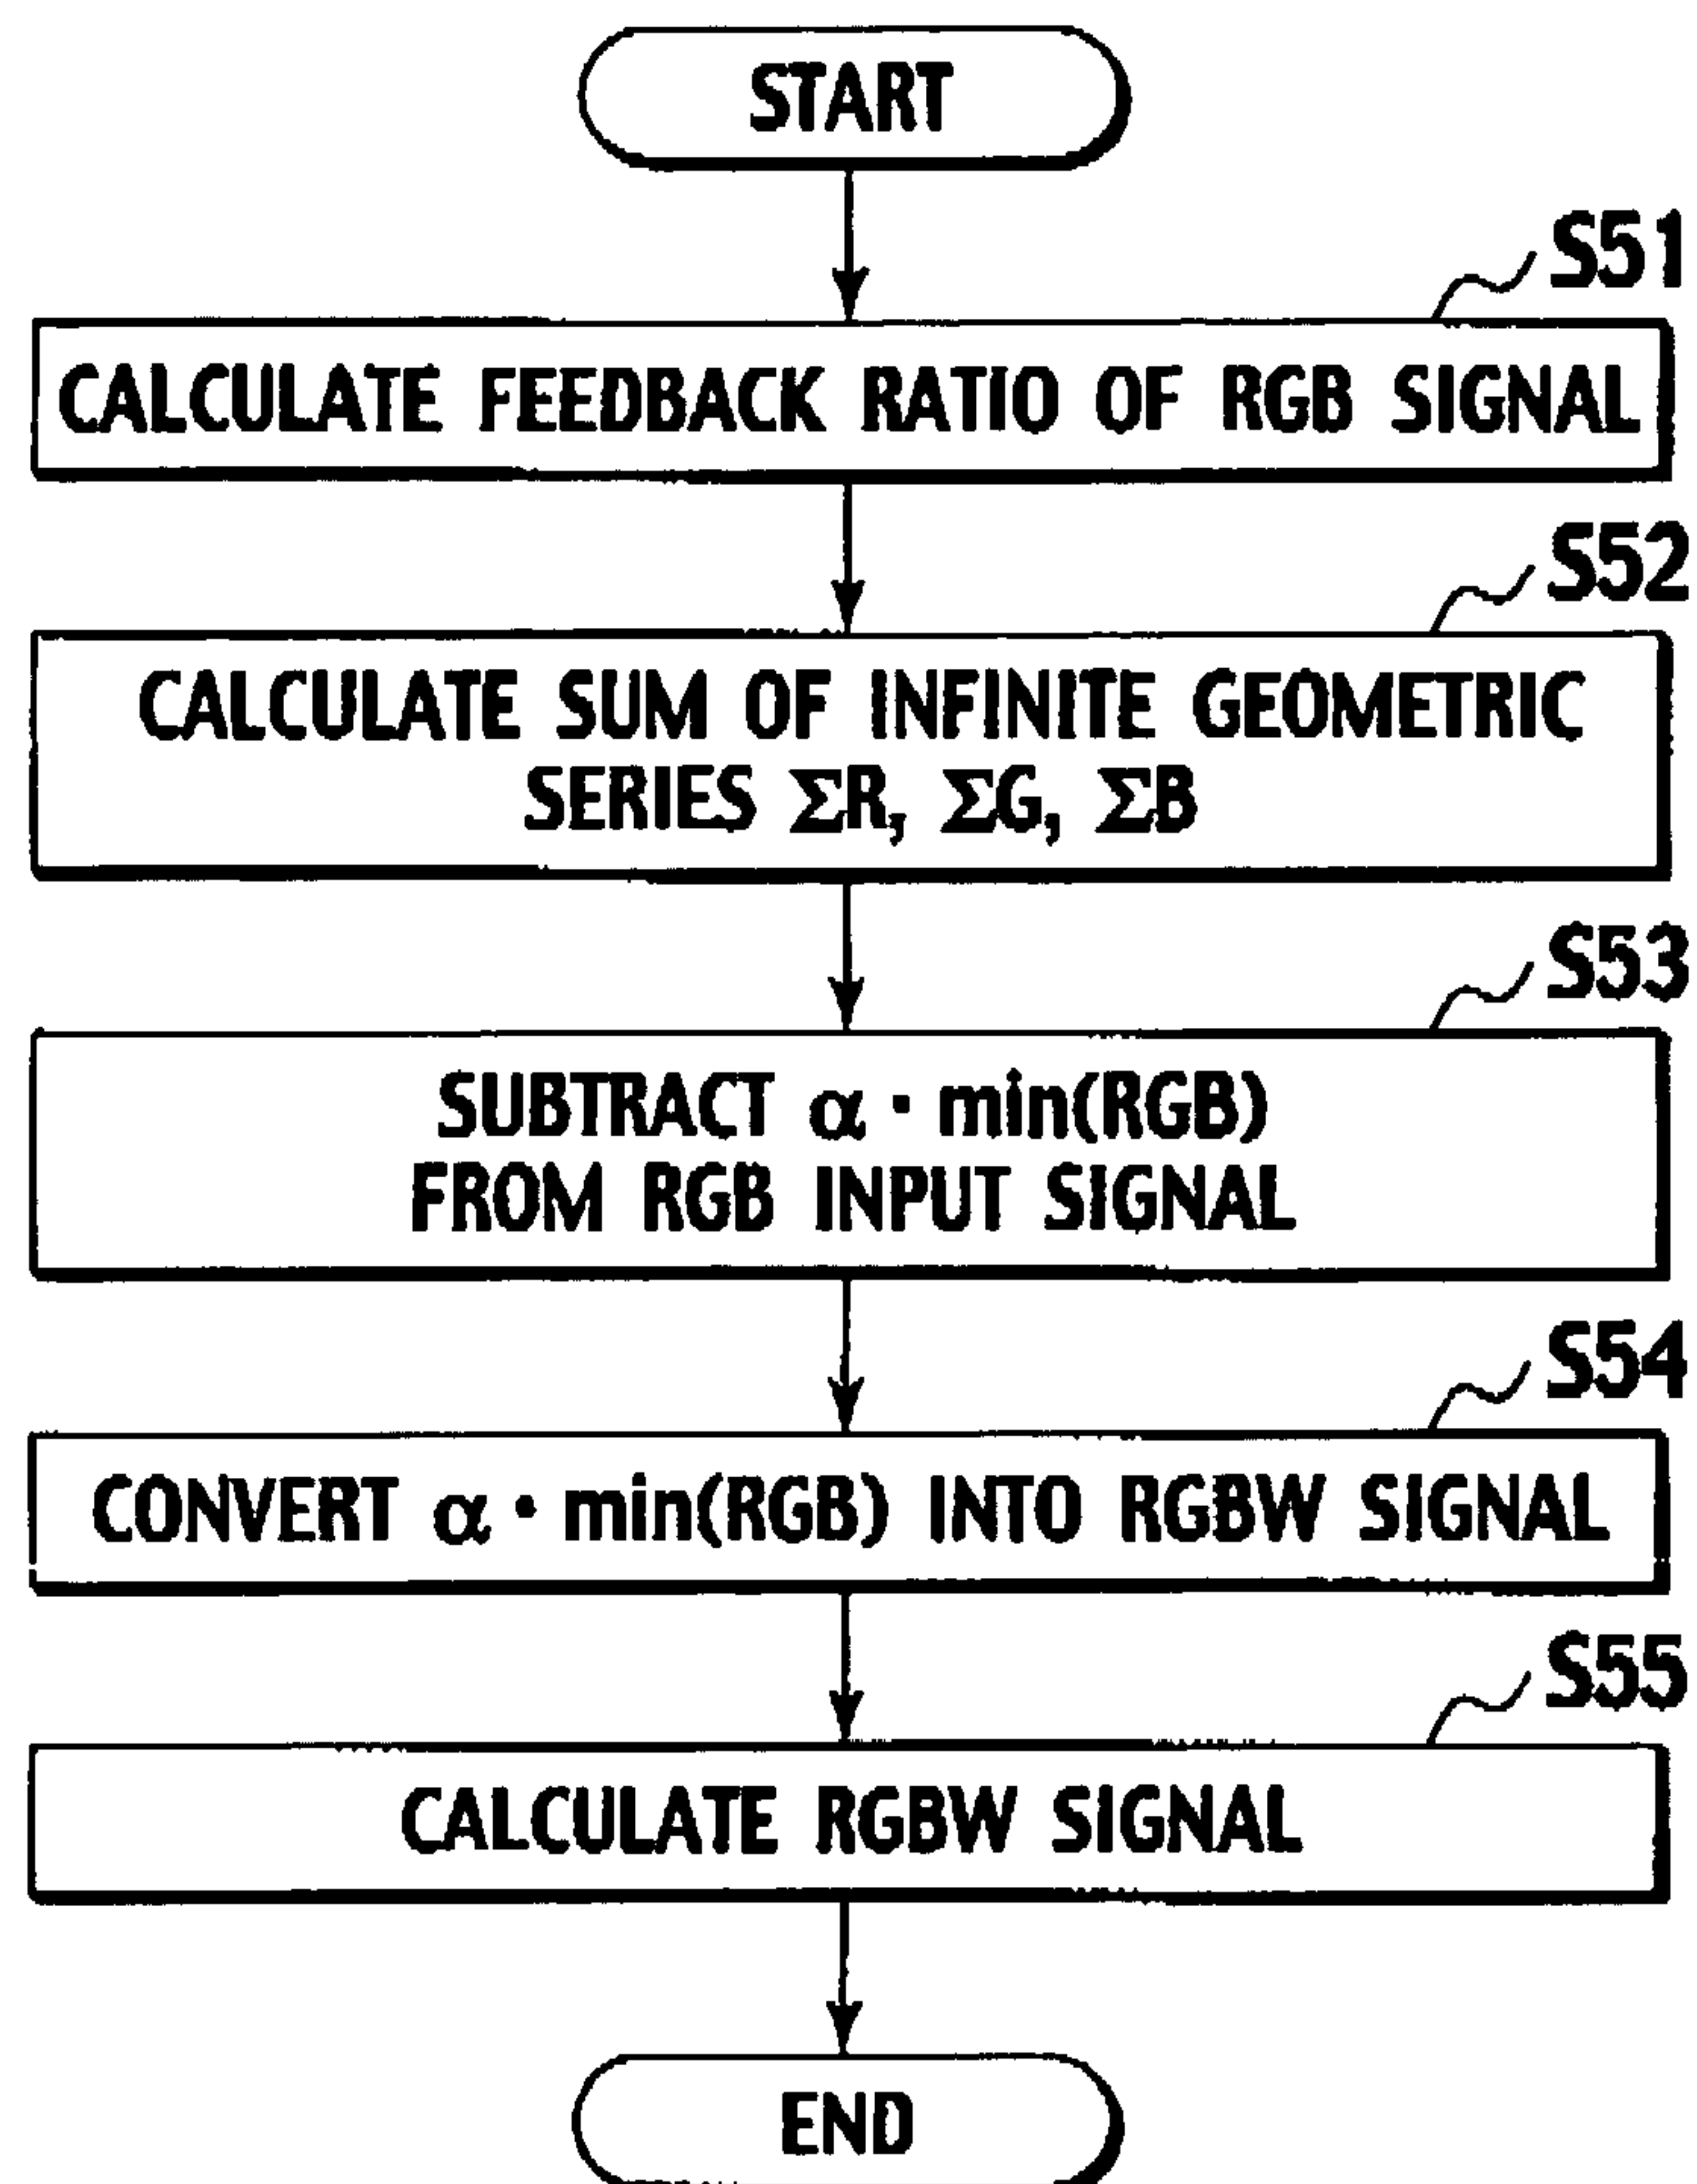 START
S51
CALCULATE FEEDBACK RATIO OF RGB SIGNAL
S52
CALCULATE SUM OF INFINITE GEOMETRIC
SERIES ΣR, ΣG, ΣB
S53
SUBTRACT α · min(RGB)
FROM RGB INPUT SIGNAL
S54
CONVERT α · min(RGB) INTO RGBW SIGNAL
S55
CALCULATE RGBW SIGNAL
END